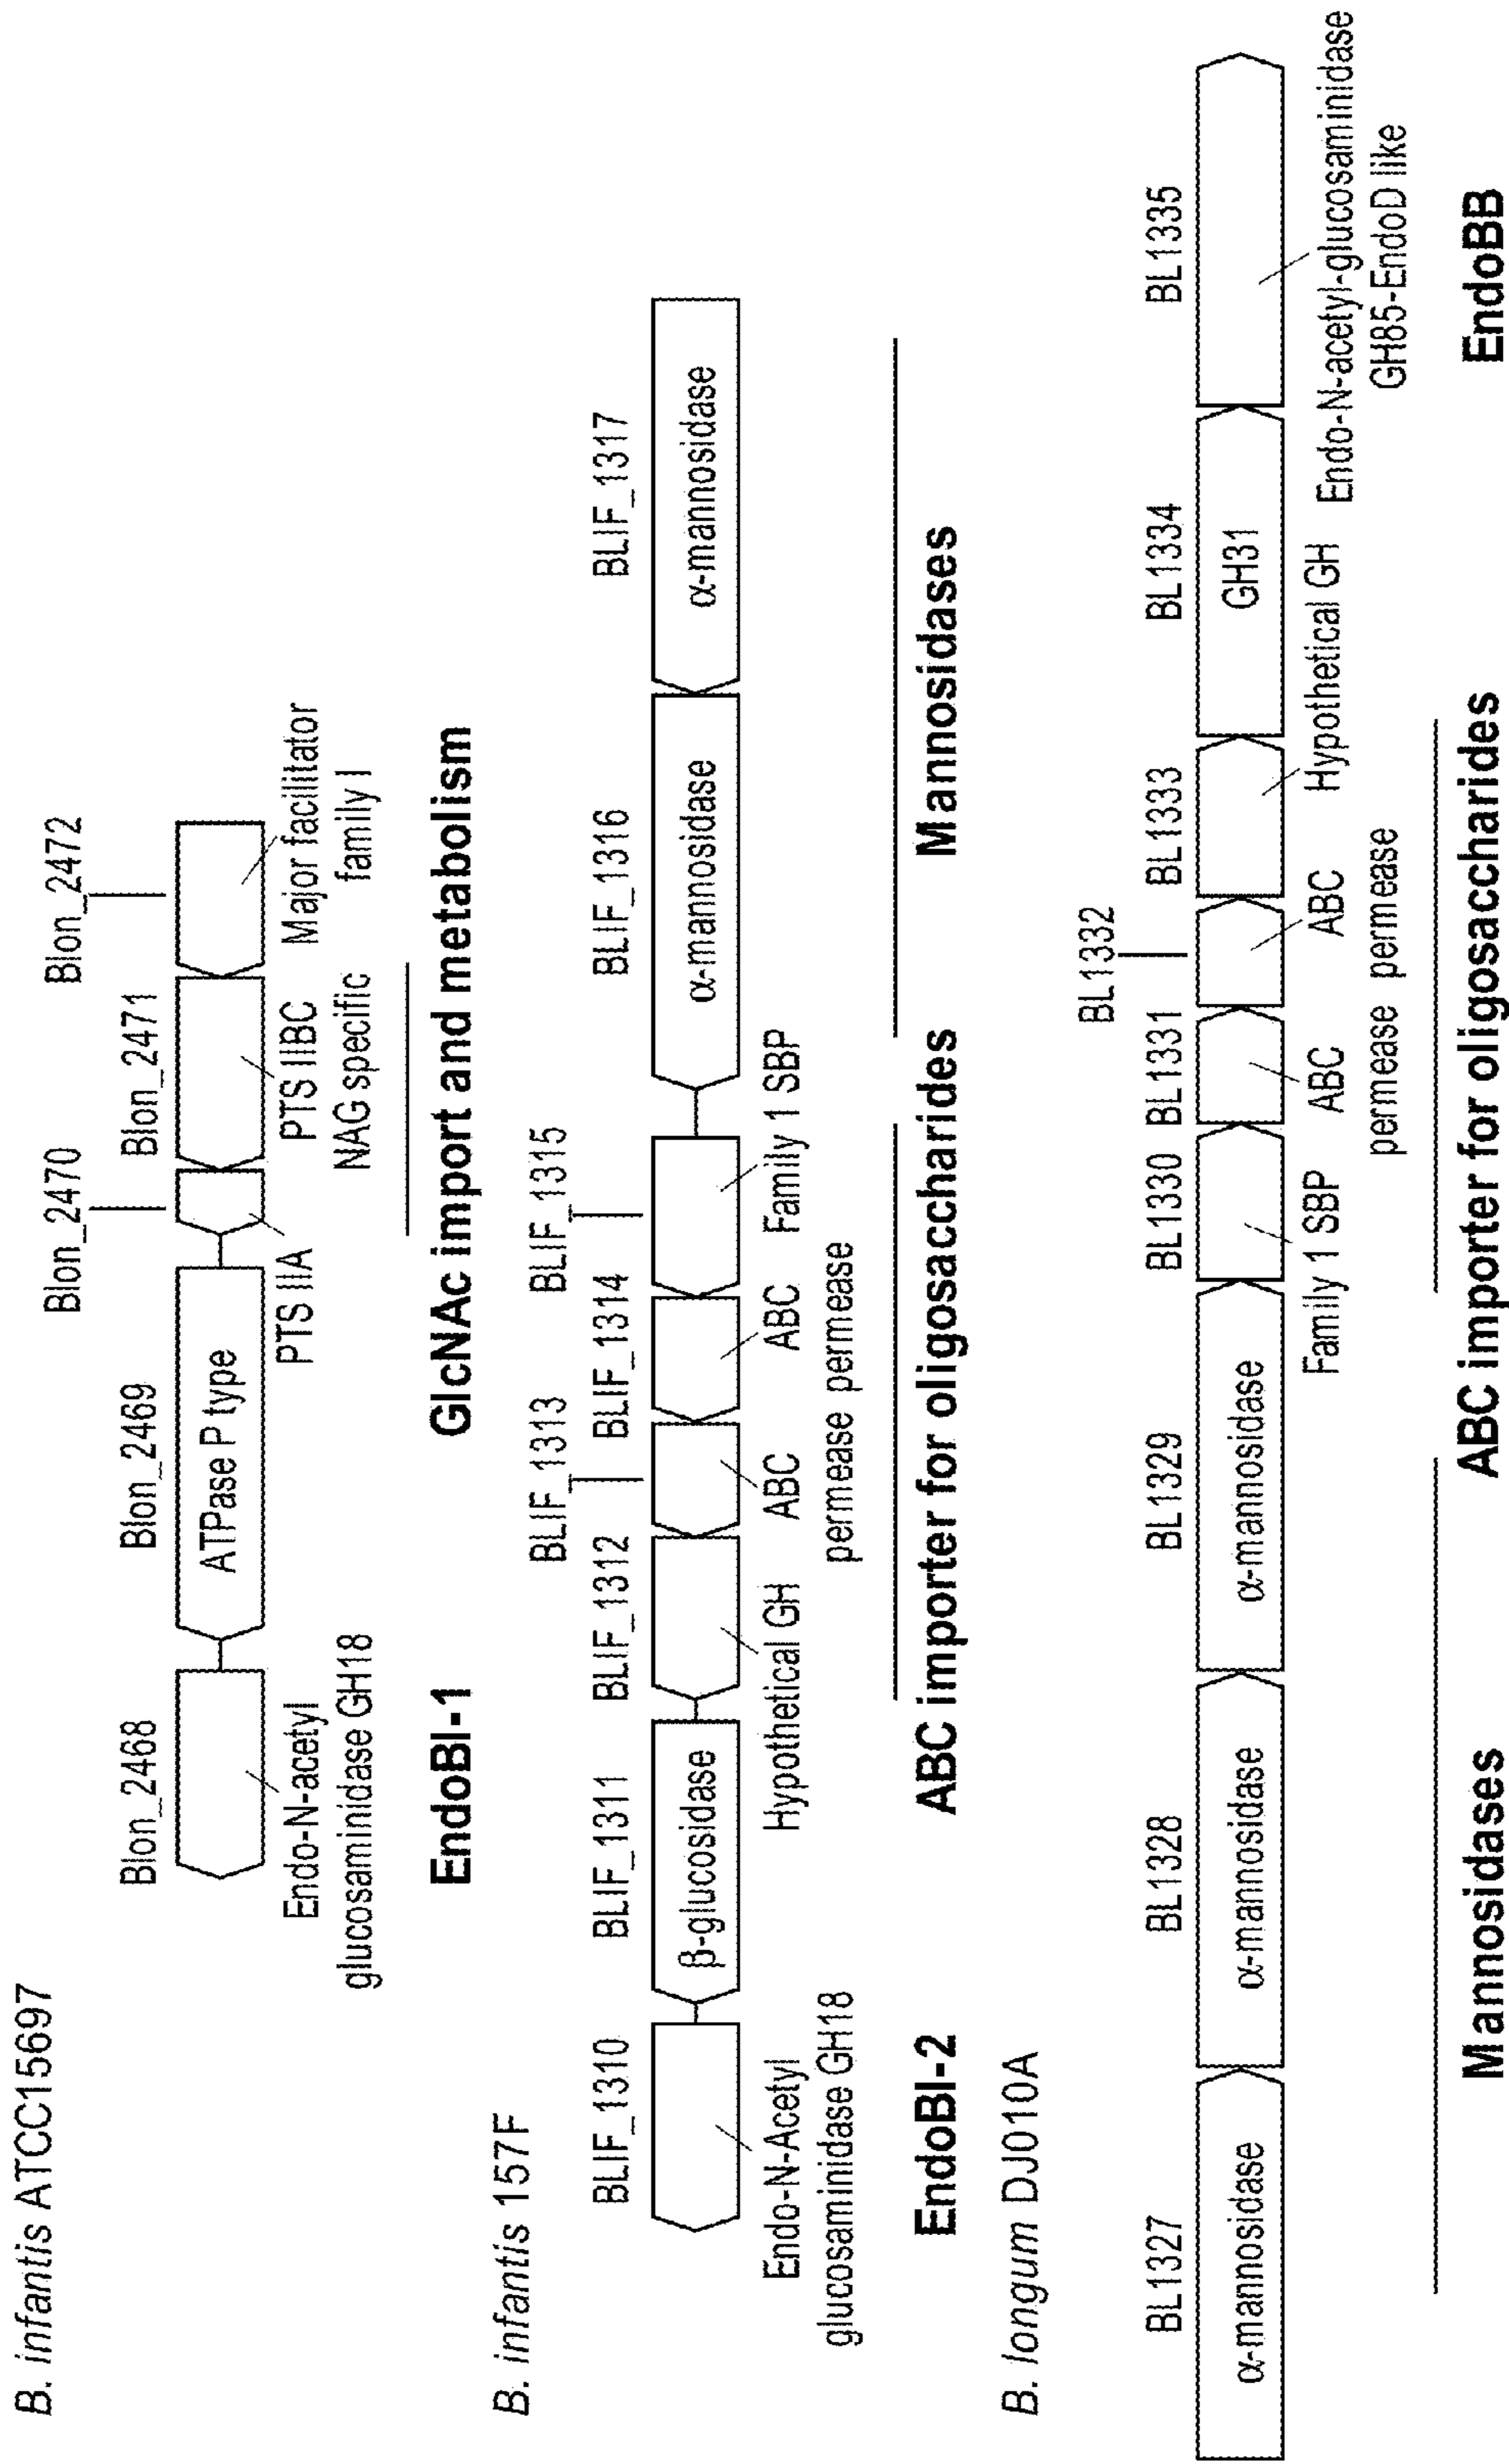 B. infantis ATCC15697
Blon_2468
Blon_2469
Blon_2470
Blon_2471
Blon_2472
ATPase P type
Endo-N-acetyl
glucosaminidase GH18
PTS IIA
PTS IIBC
NAG specific
Major facilitator
family I
EndoBI-1
GlcNAc import and metabolism
B. infantis 157F
BLIF_1310
BLIF_1311
BLIF_1312
BLIF_1313
BLIF_1314
BLIF_1315
BLIF_1316
BLIF_1317
β-glucosidase
α-mannosidase
α-mannosidase
Endo-N-Acetyl
glucosaminidase GH18
Hypothetical GH
ABC
permease
ABC
permease
Family 1 SBP
EndoBI-2
ABC importer for oligosaccharides
Mannosidases
B. longum DJ010A
BL1327
BL1328
BL1329
BL1330
BL1331
BL1332
BL1333
BL1334
BL1335
α-mannosidase
α-mannosidase
α-mannosidase
GH31
Family 1 SBP
ABC
permease
ABC
permease
Hypothetical GH
Endo-N-acetyl-glucosaminidase
GH85-EndoD like
Mannosidases
ABC importer for oligosaccharides
EndoBB